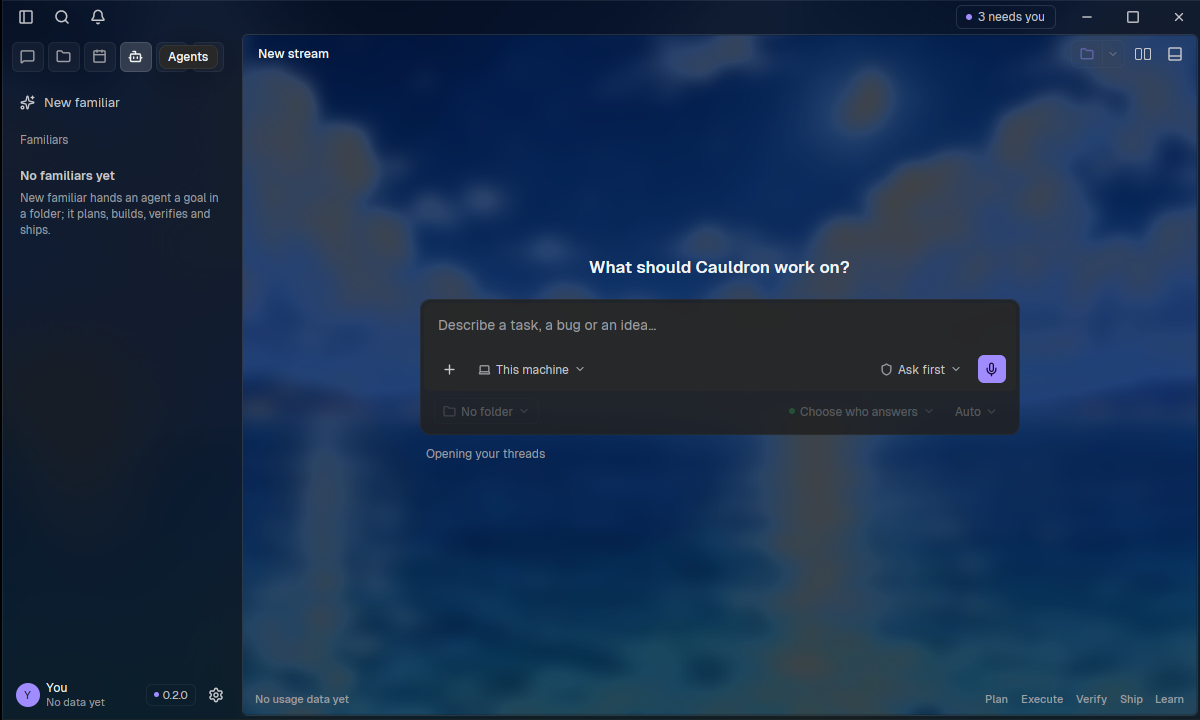 3 needs you
Agents
New stream
New familiar
Familiars
No familiars yet
New familiar hands an agent a goal in
a folder; it plans, builds, verifies and
ships.
What should Cauldron work on?
Describe a task, a bug or an idea...
This machine
Ask first
No folder
Choose who answers
Auto
Opening your threads
Y
You
No data yet
0.2.0
No usage data yet
Plan
Execute
Verify
Ship
Learn